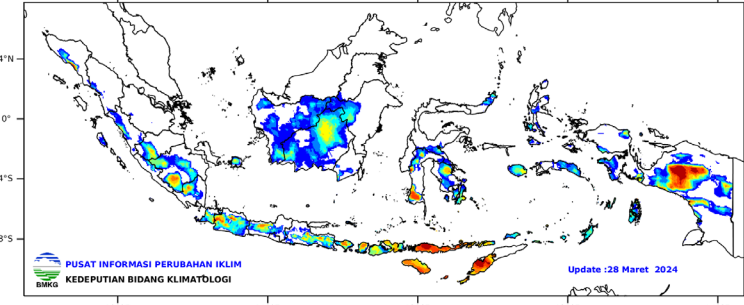 4°N
0°
4°S
8°S
PUSAT INFORMASI PERUBAHAN IKLIM
KEDEPUTIAN BIDANG KLIMATOLOGI
BMKG
Update :28 Maret 2024